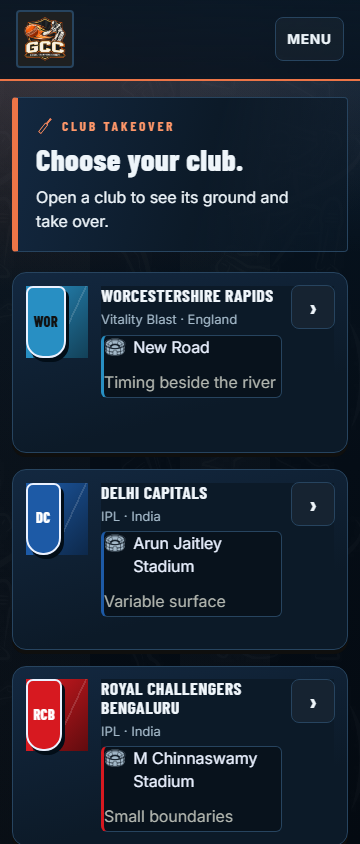 GCC
MENU
CLUB TAKEOVER
Choose your club.
Open a club to see its ground and
take over.
WOR
WORCESTERSHIRE RAPIDS
Vitality Blast · England
New Road
Timing beside the river
›
DC
DELHI CAPITALS
IPL · India
Arun Jaitley
Stadium
Variable surface
›
RCB
ROYAL CHALLENGERS
BENGALURU
IPL · India
M Chinnaswamy
Stadium
Small boundaries
›